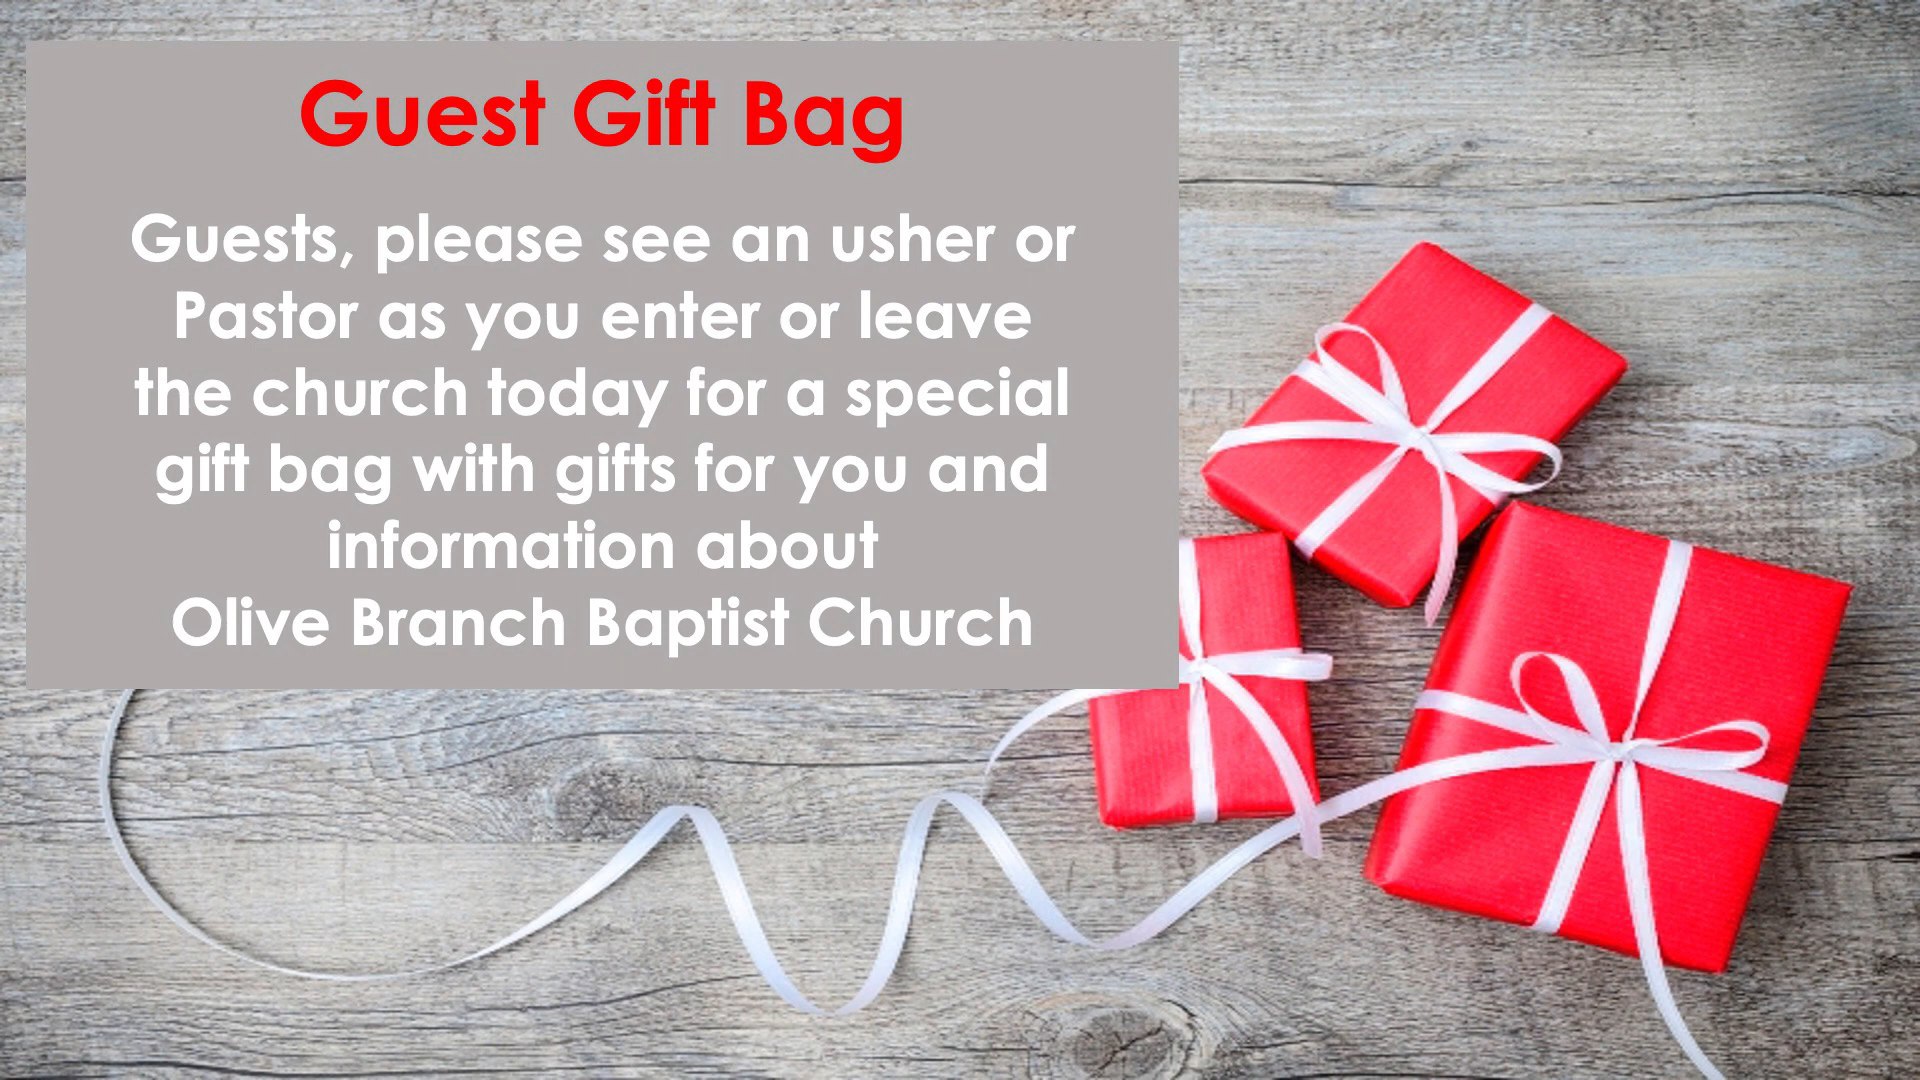 Guest Gift Bag
Guests, please see an usher or
Pastor as you enter or leave
the church today for a special
gift bag with gifts for you and
information about
Olive Branch Baptist Church